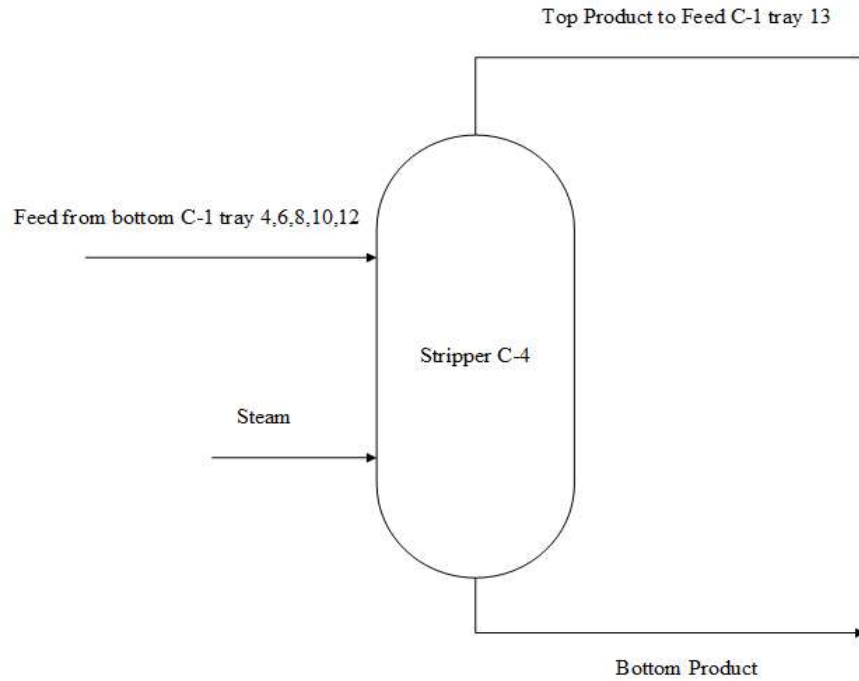 Top Product to Feed C-1 tray 13
Feed from bottom C-1 tray 4,6,8,10,12
Stripper C-4
Steam
Bottom Product